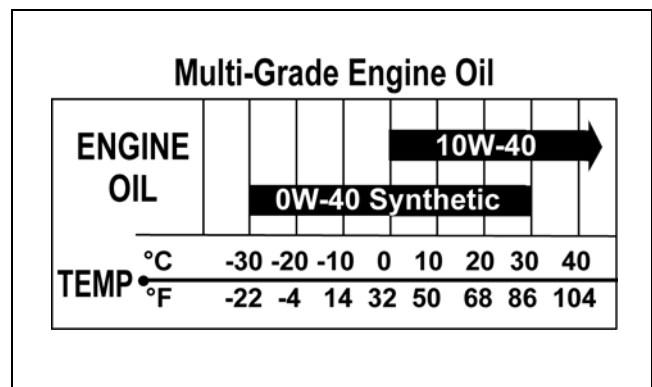 Multi-Grade Engine Oil
ENGINE
OIL
10W-40
0W-40 Synthetic
TEMP
°C -30 -20 -10 0 10 20 30 40
°F -22 -4 14 32 50 68 86 104